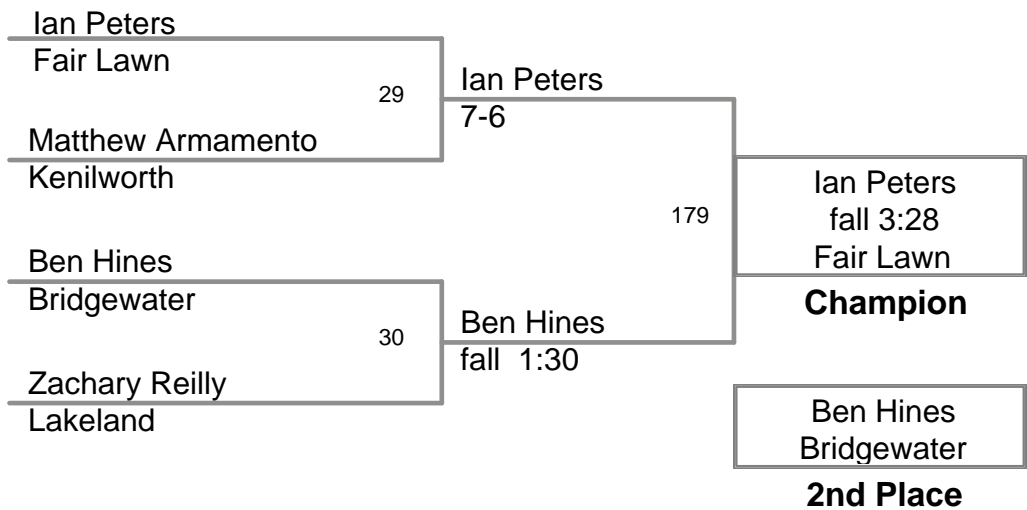 Ian Peters
Fair Lawn
29
Matthew Armamento
Kenilworth
Ben Hines
Bridgewater
30
Zachary Reilly
Lakeland
Ian Peters
7-6
179
Ben Hines
fall 1:30
Ian Peters
fall 3:28
Fair Lawn
Champion
Ben Hines
Bridgewater
2nd Place